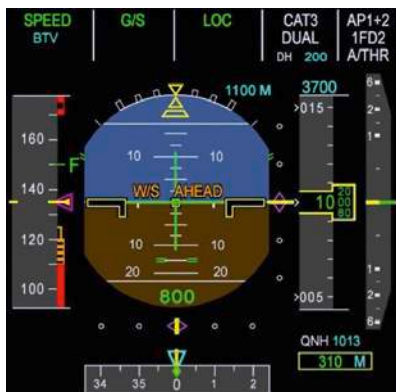 SPEED G/S LOC CAT3 AP1+2
BTV DUAL 1FD2
DH 200 A/THR
1100 M 3700
015
6
2
1
160
F
10 10
W/S AHEAD
140
20
10 00
80
120
10 10
20 20
100
800
005
1
2
6
QNH 1013
310 M
34 35 0 1 2